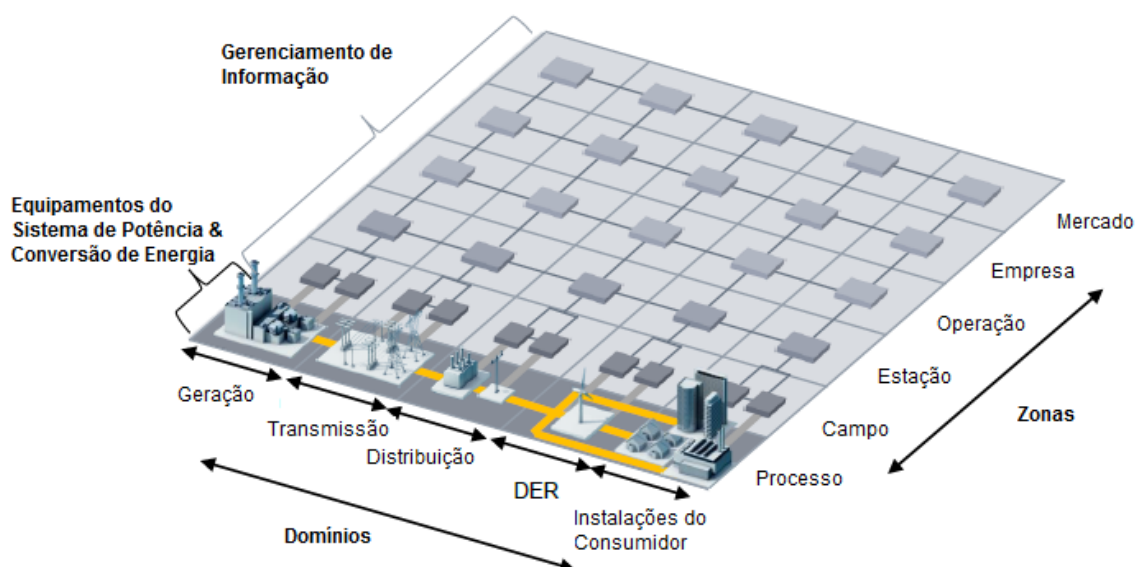 Gerenciamento de
Informação
Equipamentos do
Sistema de Potência &
Conversão de Energia
Mercado
Empresa
Operação
Estação
Zonas
Campo
Processo
Geração
Transmissão
Distribuição
DER
Instalações do
Consumidor
Domínios